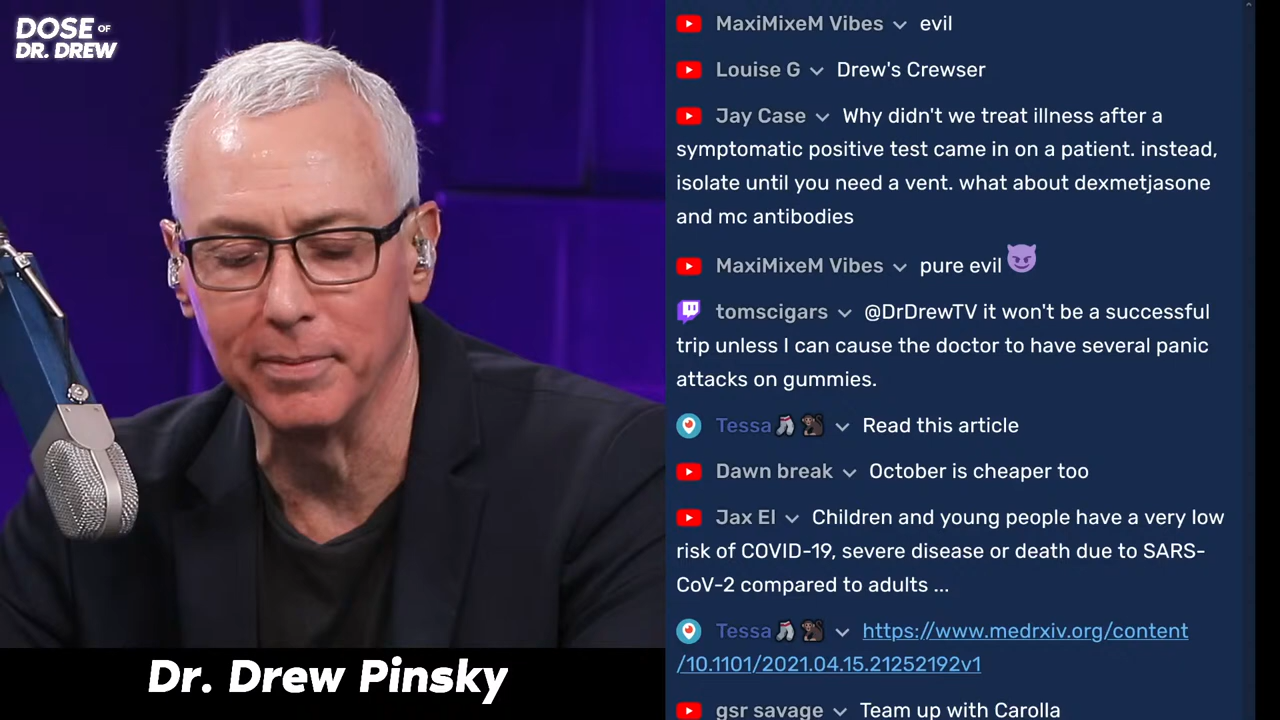 DOSE OF
DR. DREW
Dr. Drew Pinsky
MaxiMixeM Vibes evil
Louise G Drew's Crewser
Jay Case Why didn't we treat illness after a
symptomatic positive test came in on a patient. instead,
isolate until you need a vent. what about dexmetjasone
and mc antibodies
MaxiMixeM Vibes pure evil
tomscigars @DrDrewTV it won't be a successful
trip unless I can cause the doctor to have several panic
attacks on gummies.
Tessa Read this article
Dawn break October is cheaper too
Jax El Children and young people have a very low
risk of COVID-19, severe disease or death due to SARS-
CoV-2 compared to adults ...
Tessa https://www.medrxiv.org/content
/10.1101/2021.04.15.21252192v1
gsr savage Team up with Carolla